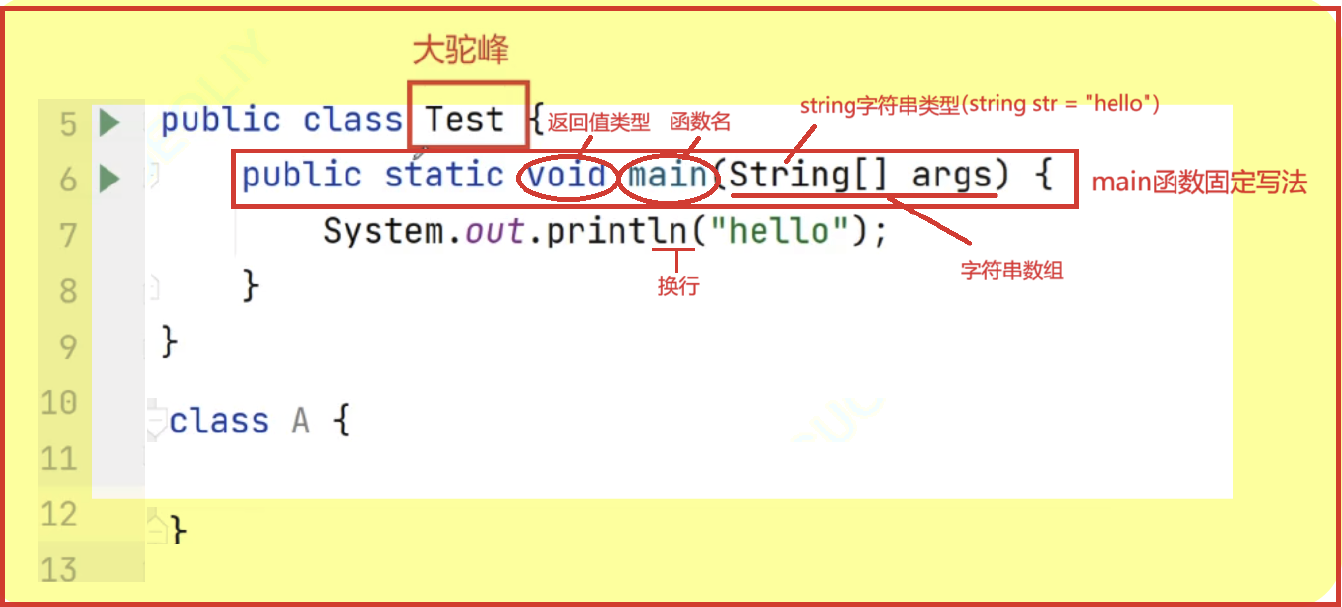 大驼峰
string字符串类型(string str = "hello")
5 public class Test {
返回值类型 函数名
6 public static void main(String[] args) {
main函数固定写法
7 System.out.println("hello");
字符串数组
换行
8 }
9 }
10
class A {
11
12 }
13